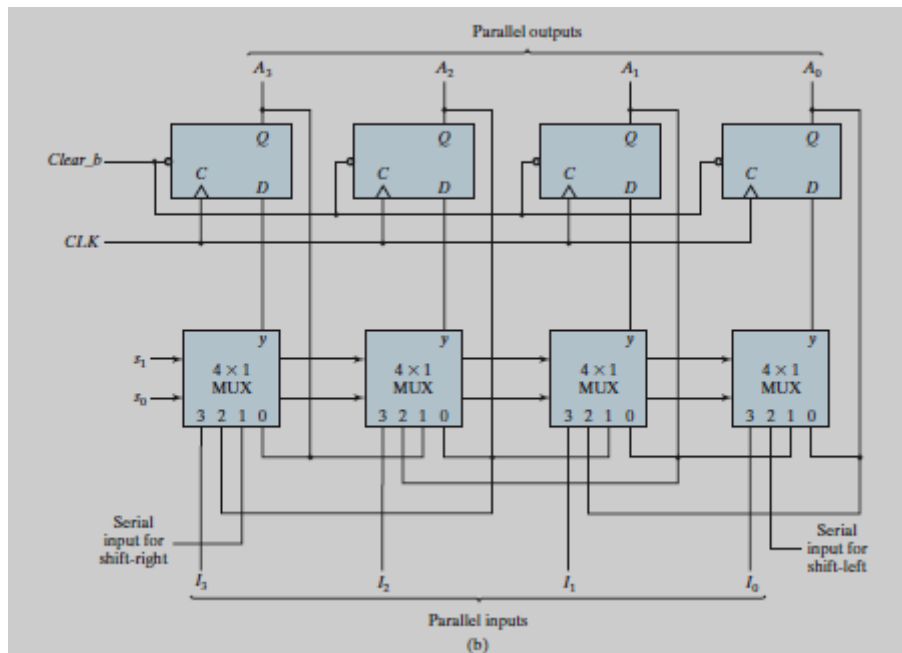 Parallel outputs
A3 A2 A1 A0
Q Q Q Q
Clear_b
C D C D C D C D
CLK
y y y y
s1
4 × 1 4 × 1 4 × 1 4 × 1
MUX MUX MUX MUX
s0
3 2 1 0 3 2 1 0 3 2 1 0 3 2 1 0
Serial
input for
shift-right
Serial
input for
shift-left
I3 I2 I1 I0
Parallel inputs
(b)